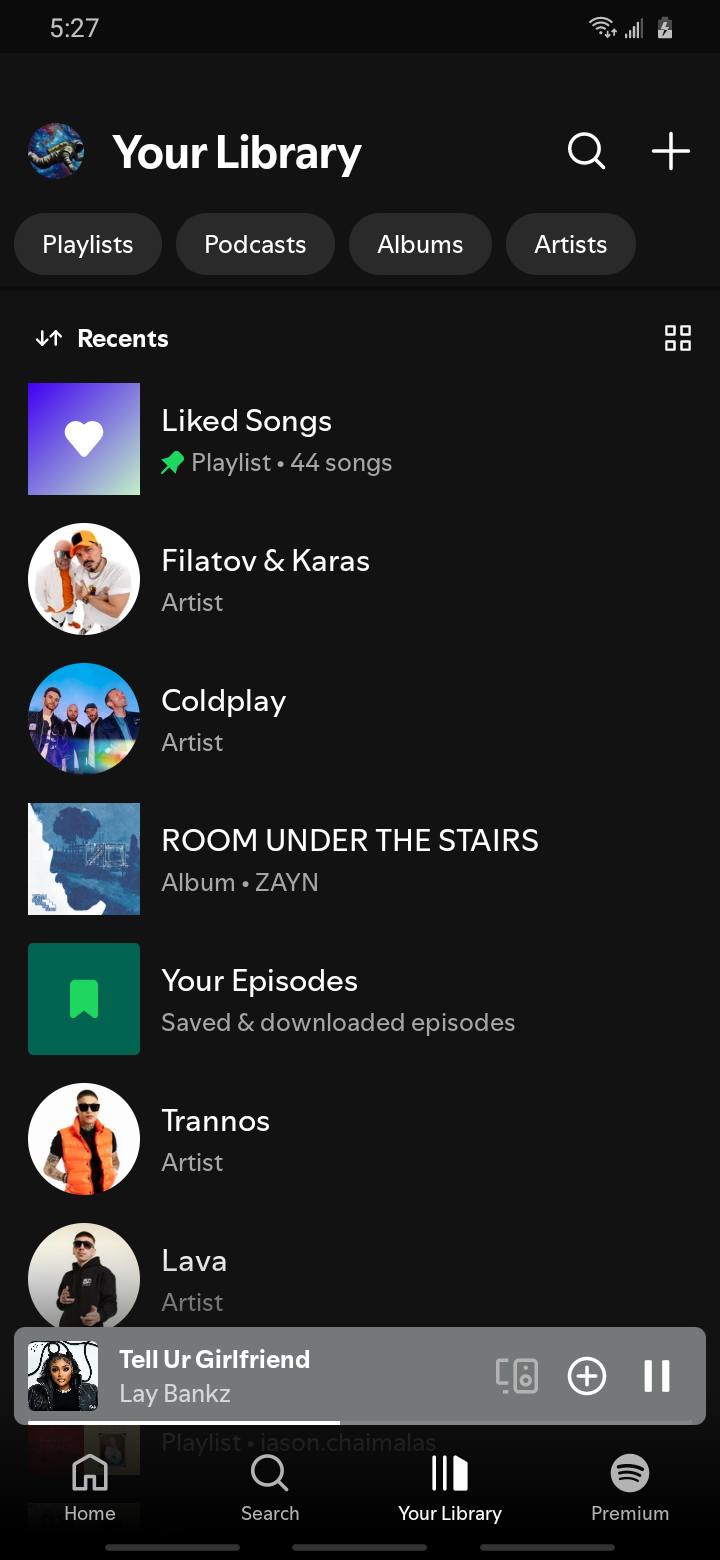 5:27
Your Library
Playlists
Podcasts
Albums
Artists
Recents
Liked Songs
Playlist • 44 songs
Filatov & Karas
Artist
Coldplay
Artist
ROOM UNDER THE STAIRS
Album • ZAYN
Your Episodes
Saved & downloaded episodes
Trannos
Artist
Lava
Artist
Tell Ur Girlfriend
Lay Bankz
Playlist • iason.chaimalas
Home
Search
Your Library
Premium